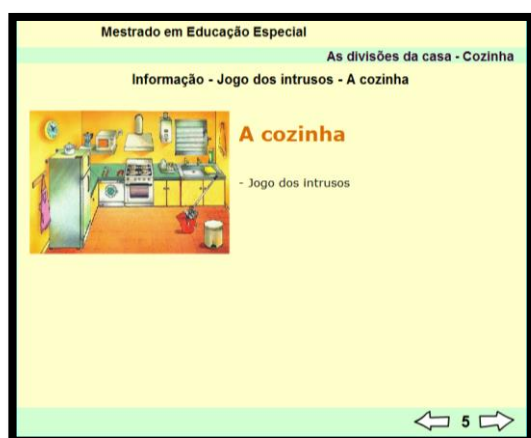 Mestrado em Educação Especial
As divisões da casa - Cozinha
Informação - Jogo dos intrusos - A cozinha
A cozinha
- Jogo dos intrusos
5